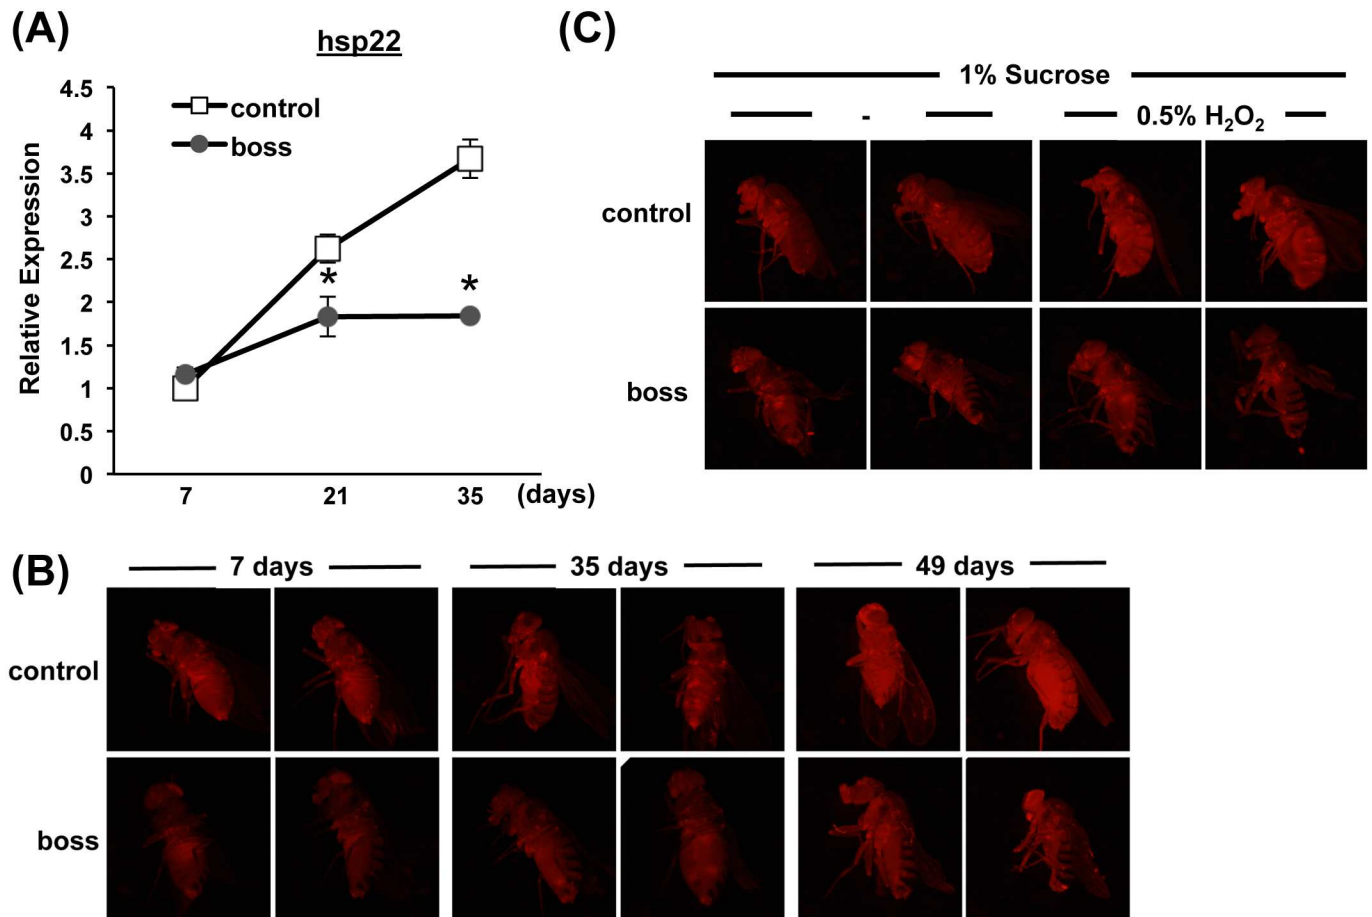 (A)
hsp22
4.5
4
3.5
3
2.5
2
1.5
1
0.5
0
Relative Expression
control
boss
*
*
7 21 35 (days)
(C)
1% Sucrose
- 0.5% H₂O₂
control
boss
(B)
7 days 35 days 49 days
control
boss